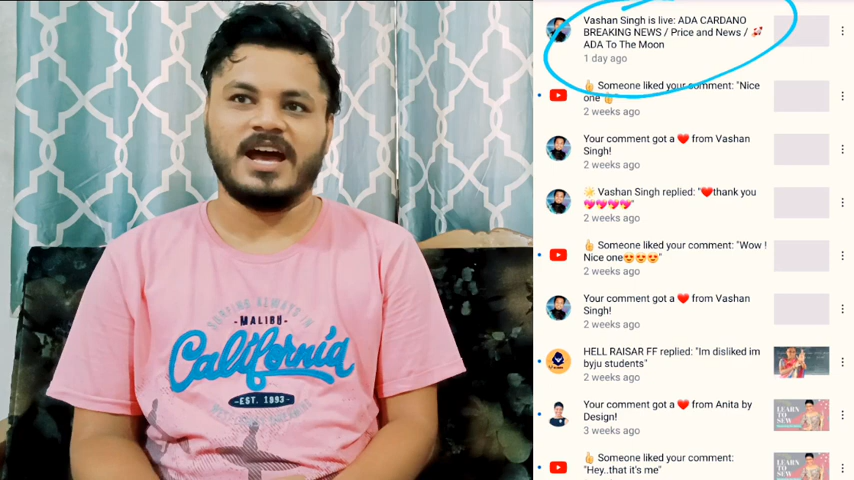 SURFING ALWAYS IN
-MALIBU-
California
-EST. 1993-
Vashan Singh is live: ADA CARDANO
BREAKING NEWS / Price and News / 🚀
ADA To The Moon
1 day ago
👍 Someone liked your comment: "Nice
one 👍"
2 weeks ago
Your comment got a ❤️ from Vashan
Singh!
2 weeks ago
🌟 Vashan Singh replied: "❤️thank you
💖💖💖💖"
2 weeks ago
👍 Someone liked your comment: "Wow !
Nice one😍😍😍"
2 weeks ago
Your comment got a ❤️ from Vashan
Singh!
2 weeks ago
HELL RAISAR FF replied: "Im disliked im
byju students"
2 weeks ago
Your comment got a ❤️ from Anita by
Design!
3 weeks ago
LEARN
TO
SEW
👍 Someone liked your comment:
"Hey..that it's me"
LEARN
TO SEW